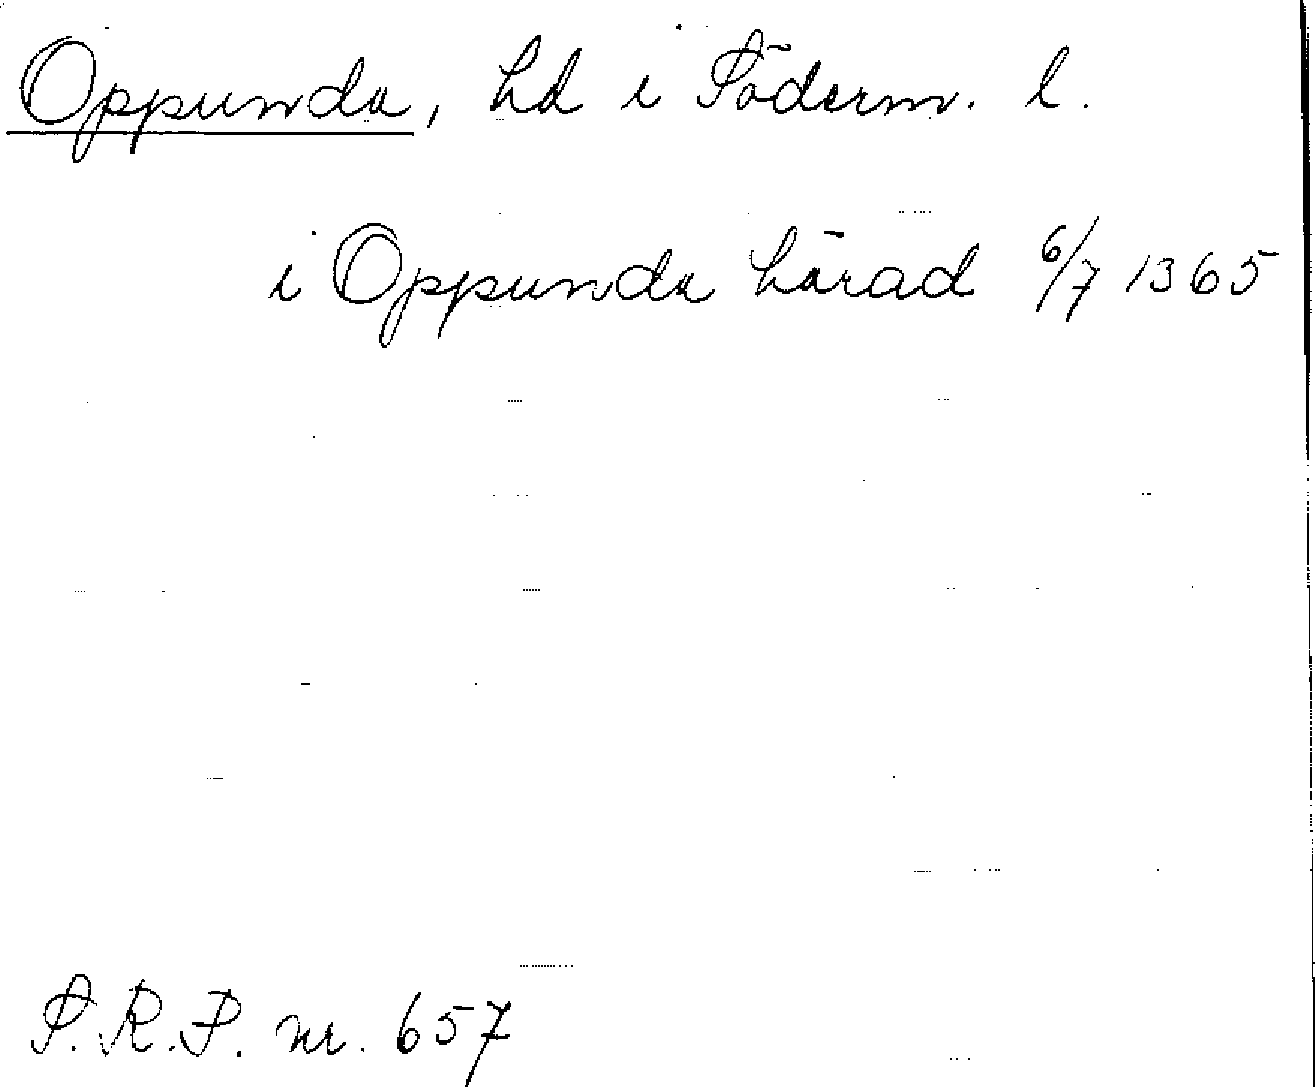 Oppunda, hd i Söderm. l.
i Oppunda härad 6/7 1365
S.R.P. nr. 657